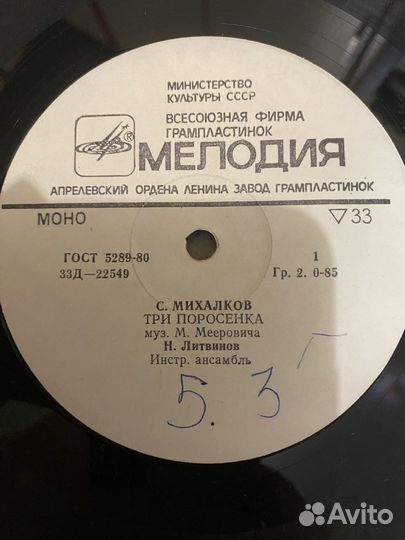 МИНИСТЕРСТВО
КУЛЬТУРЫ СССР
ВСЕСОЮЗНАЯ ФИРМА
ГРАМПЛАСТИНОК
®
МЕЛОДИЯ
АПРЕЛЕВСКИЙ ОРДЕНА ЛЕНИНА ЗАВОД ГРАМПЛАСТИНОК
МОНО ▽33
ГОСТ 5289-80 1
33Д—22549 Гр. 2. 0-85
С. МИХАЛКОВ
ТРИ ПОРОСЕНКА
муз. М. Мееровича
Н. Литвинов
Инстр. ансамбль
5. 3
Avito